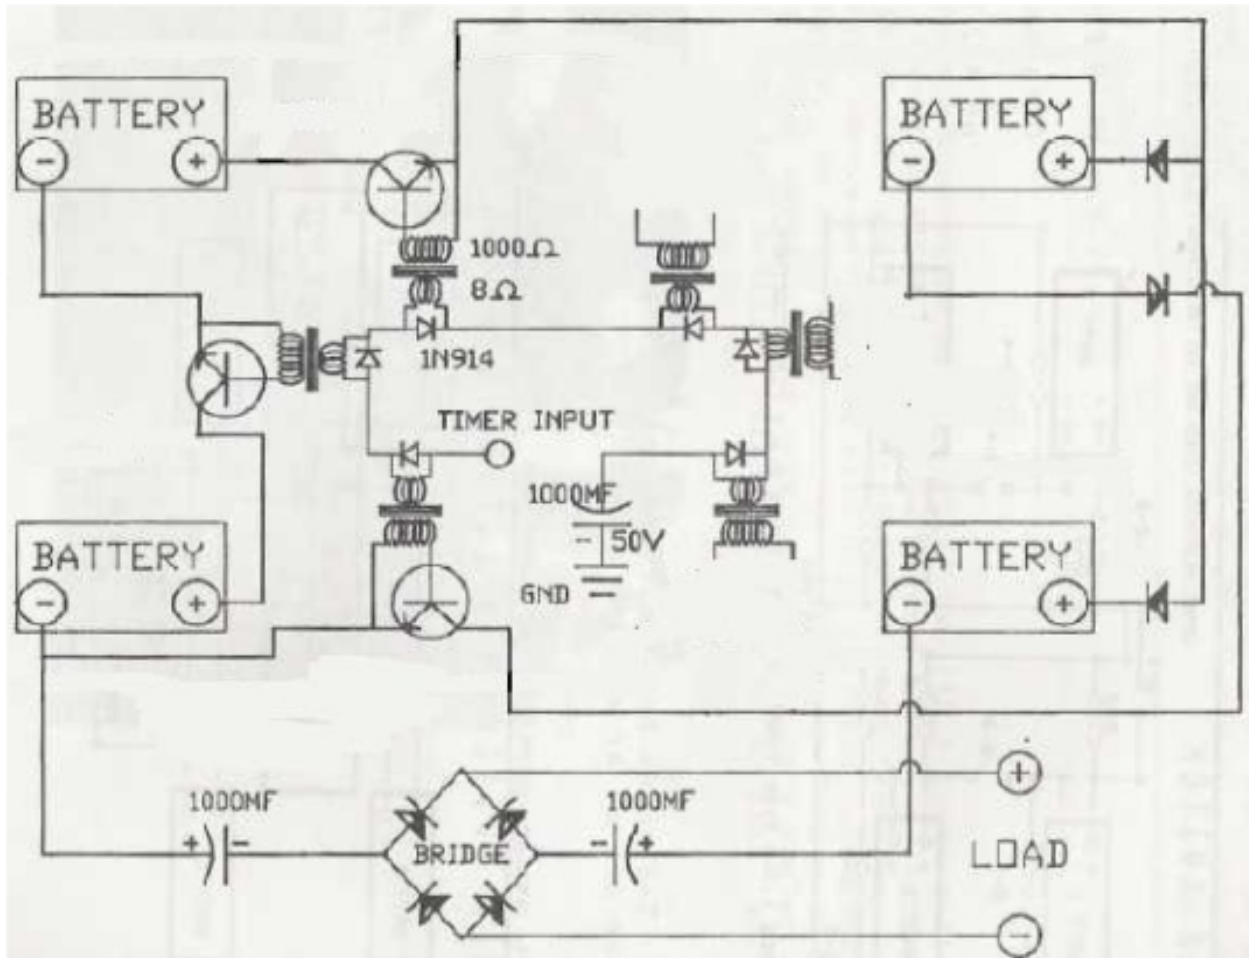 BATTERY
- +
BATTERY
- +
1000Ω
8Ω
1N914
TIMER INPUT
1000MF
- 50V
GND
BATTERY
- +
BATTERY
- +
1000MF
+ -
1000MF
- +
BRIDGE
+
LOAD
-